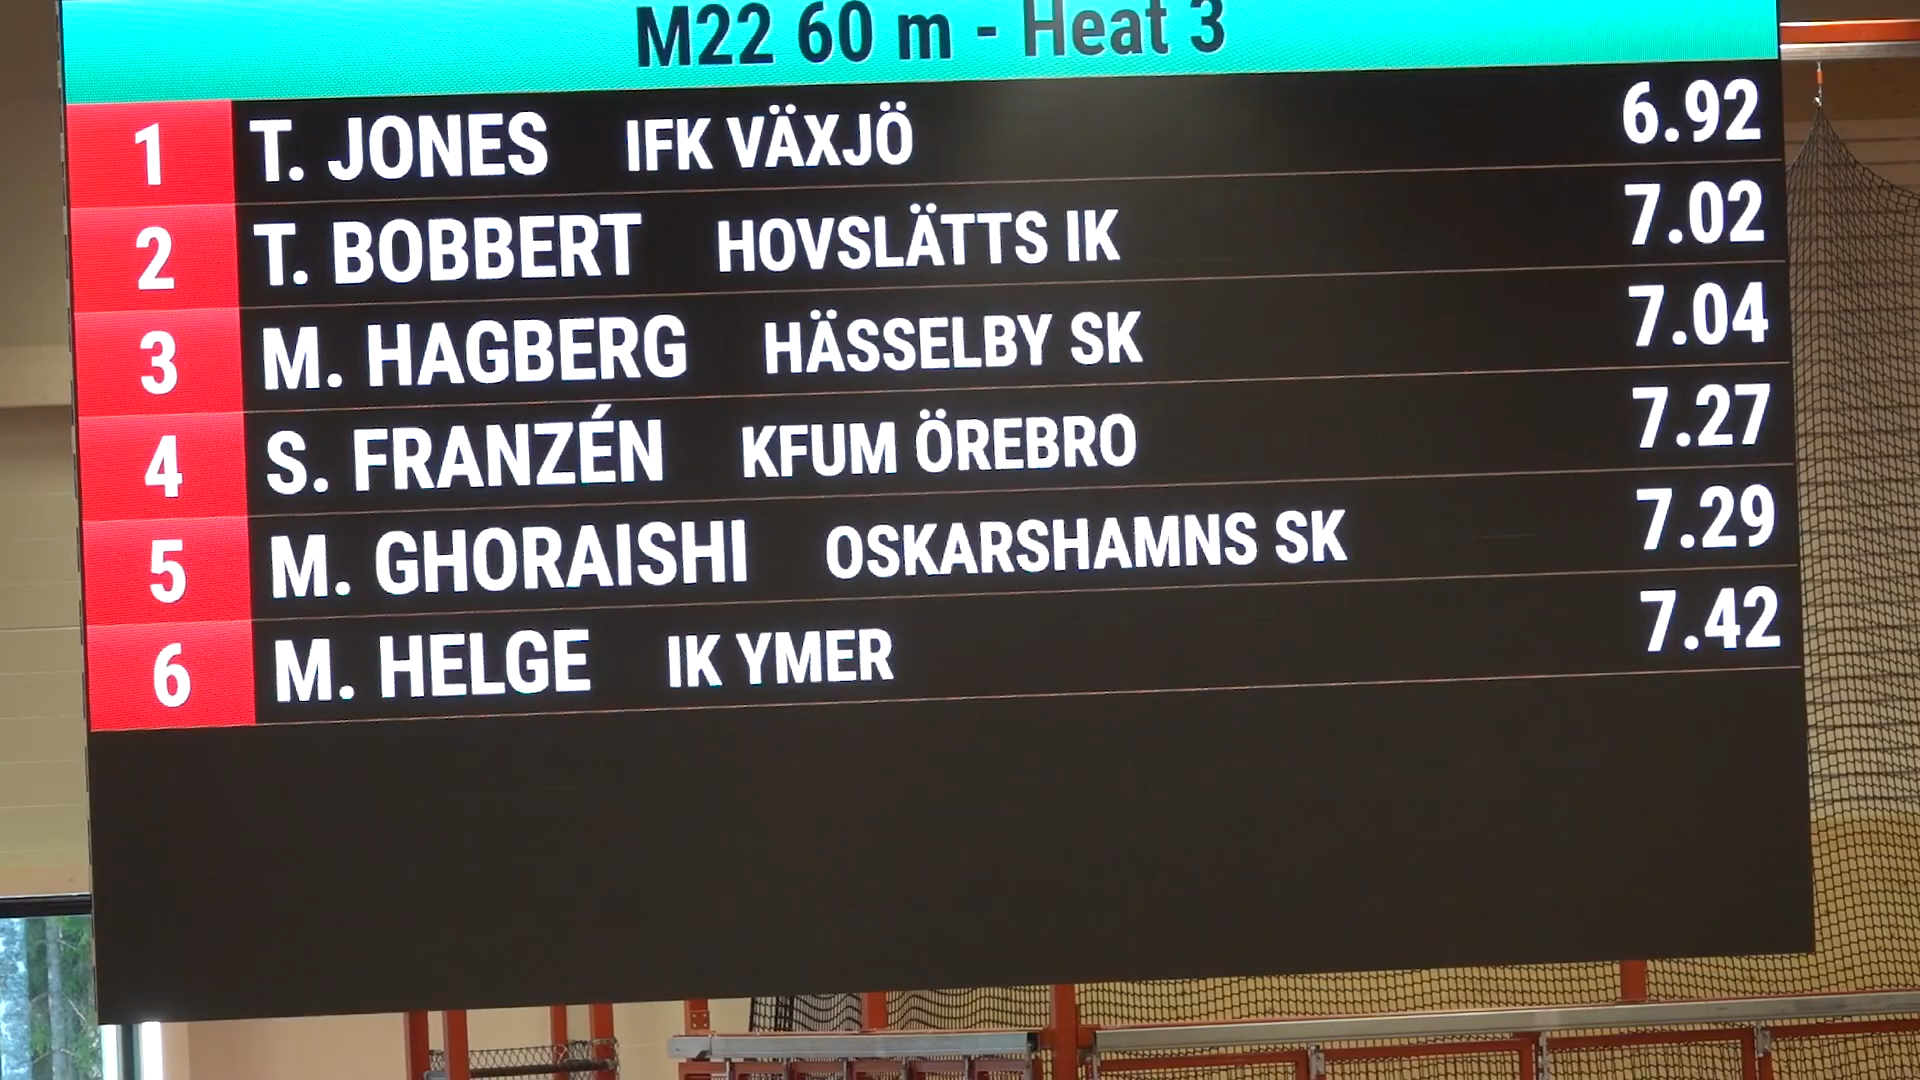 M22 60 m - Heat 3
1 T. JONES IFK VÄXJÖ 6.92
2 T. BOBBERT HOVSLÄTTS IK 7.02
3 M. HAGBERG HÄSSELBY SK 7.04
4 S. FRANZÉN KFUM ÖREBRO 7.27
5 M. GHORAISHI OSKARSHAMNS SK 7.29
6 M. HELGE IK YMER 7.42